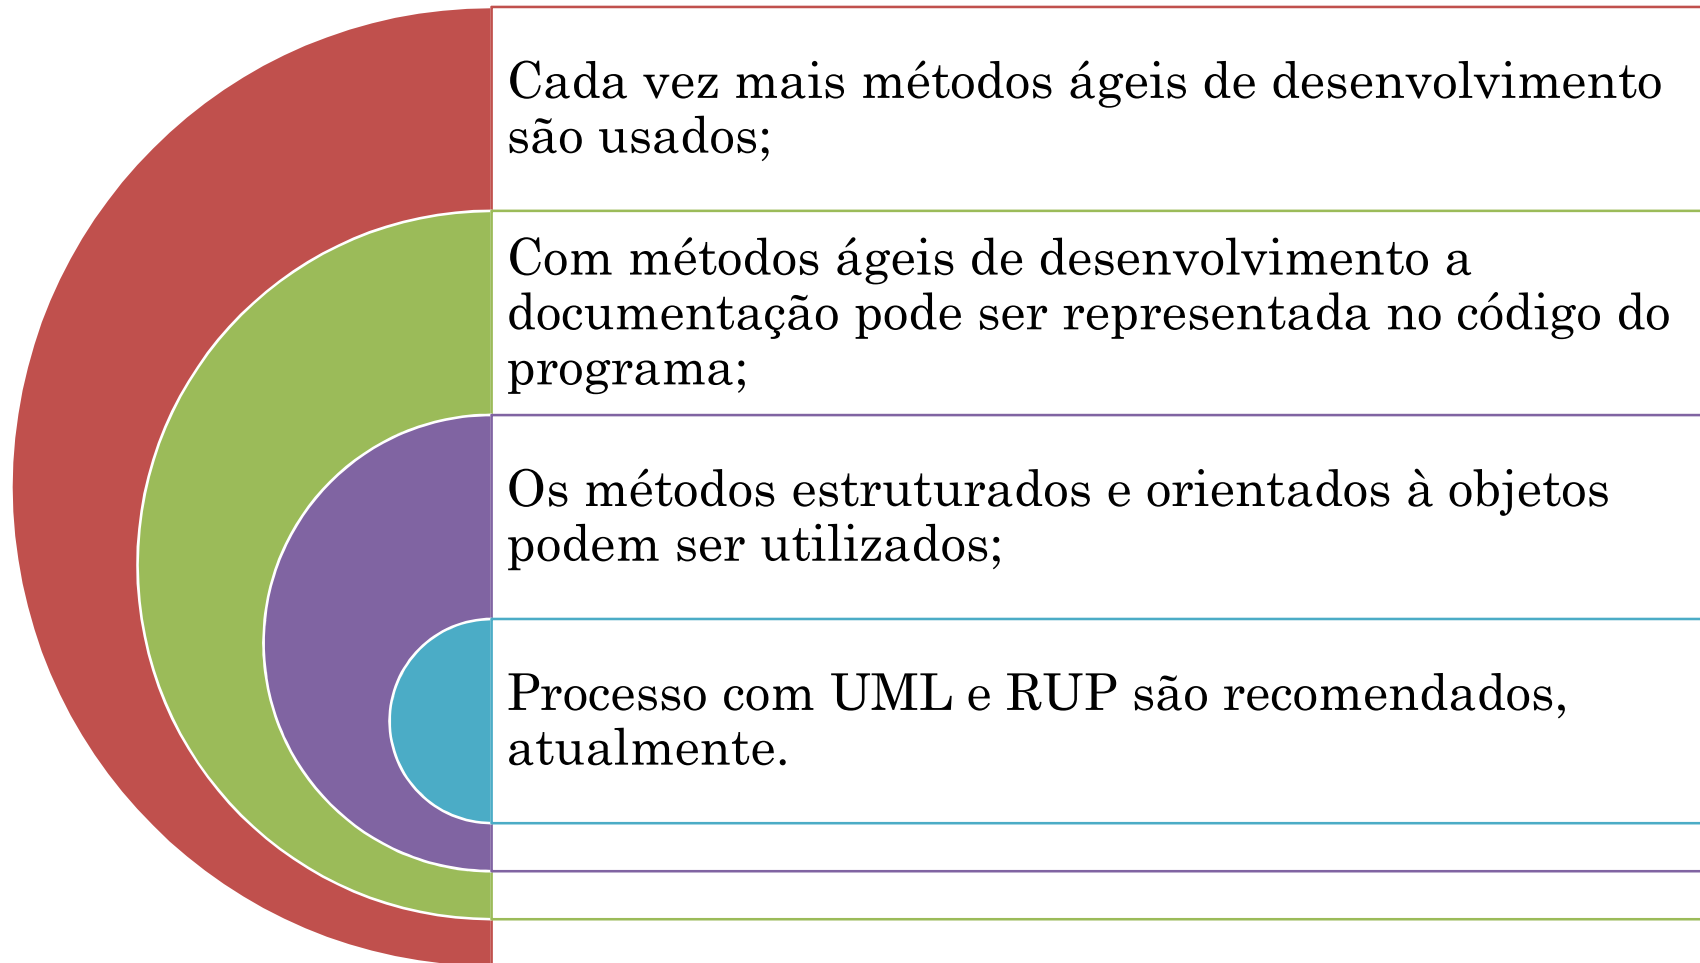 Cada vez mais métodos ágeis de desenvolvimento
são usados;
Com métodos ágeis de desenvolvimento a
documentação pode ser representada no código do
programa;
Os métodos estruturados e orientados à objetos
podem ser utilizados;
Processo com UML e RUP são recomendados,
atualmente.